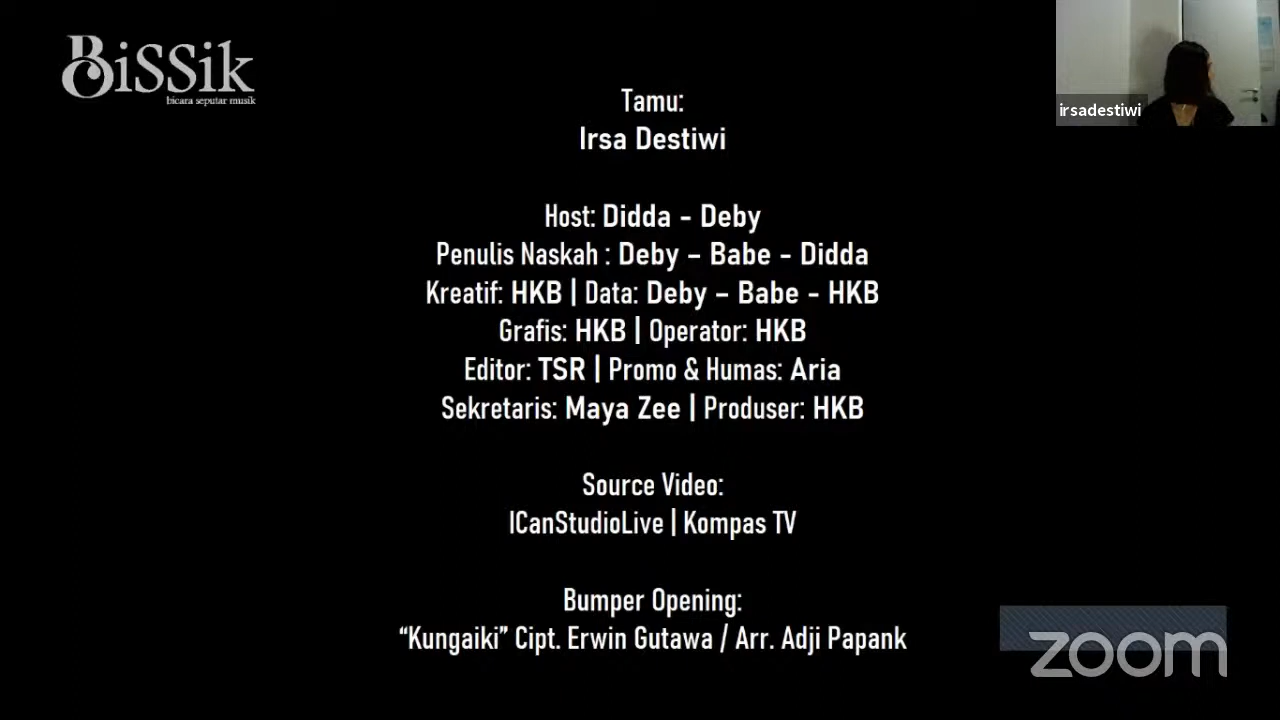 BiSSik
bicara seputar musik
irsadestiwi
Tamu:
Irsa Destiwi
Host: Didda - Deby
Penulis Naskah : Deby – Babe - Didda
Kreatif: HKB | Data: Deby – Babe - HKB
Grafis: HKB | Operator: HKB
Editor: TSR | Promo & Humas: Aria
Sekretaris: Maya Zee | Produser: HKB
Source Video:
ICanStudioLive | Kompas TV
Bumper Opening:
“Kungaiki” Cipt. Erwin Gutawa / Arr. Adji Papank
zoom